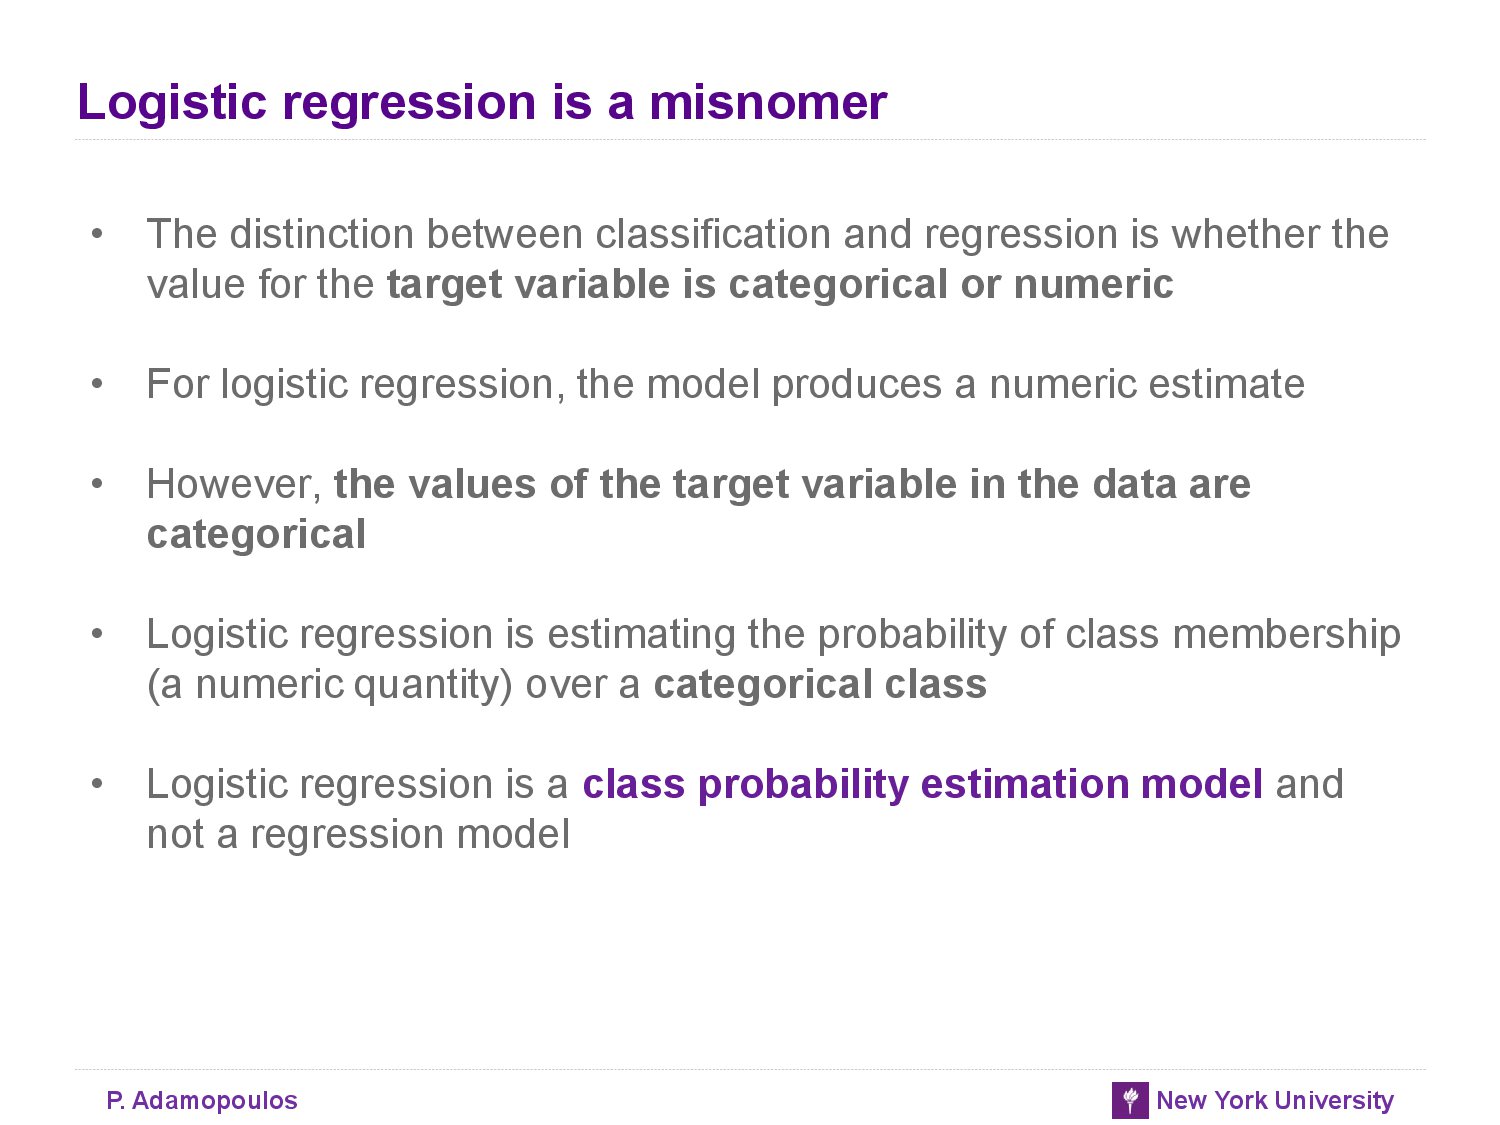 Logistic regression is a misnomer
• The distinction between classification and regression is whether the
value for the target variable is categorical or numeric
• For logistic regression, the model produces a numeric estimate
• However, the values of the target variable in the data are
categorical
• Logistic regression is estimating the probability of class membership
(a numeric quantity) over a categorical class
• Logistic regression is a class probability estimation model and
not a regression model
P. Adamopoulos
New York University